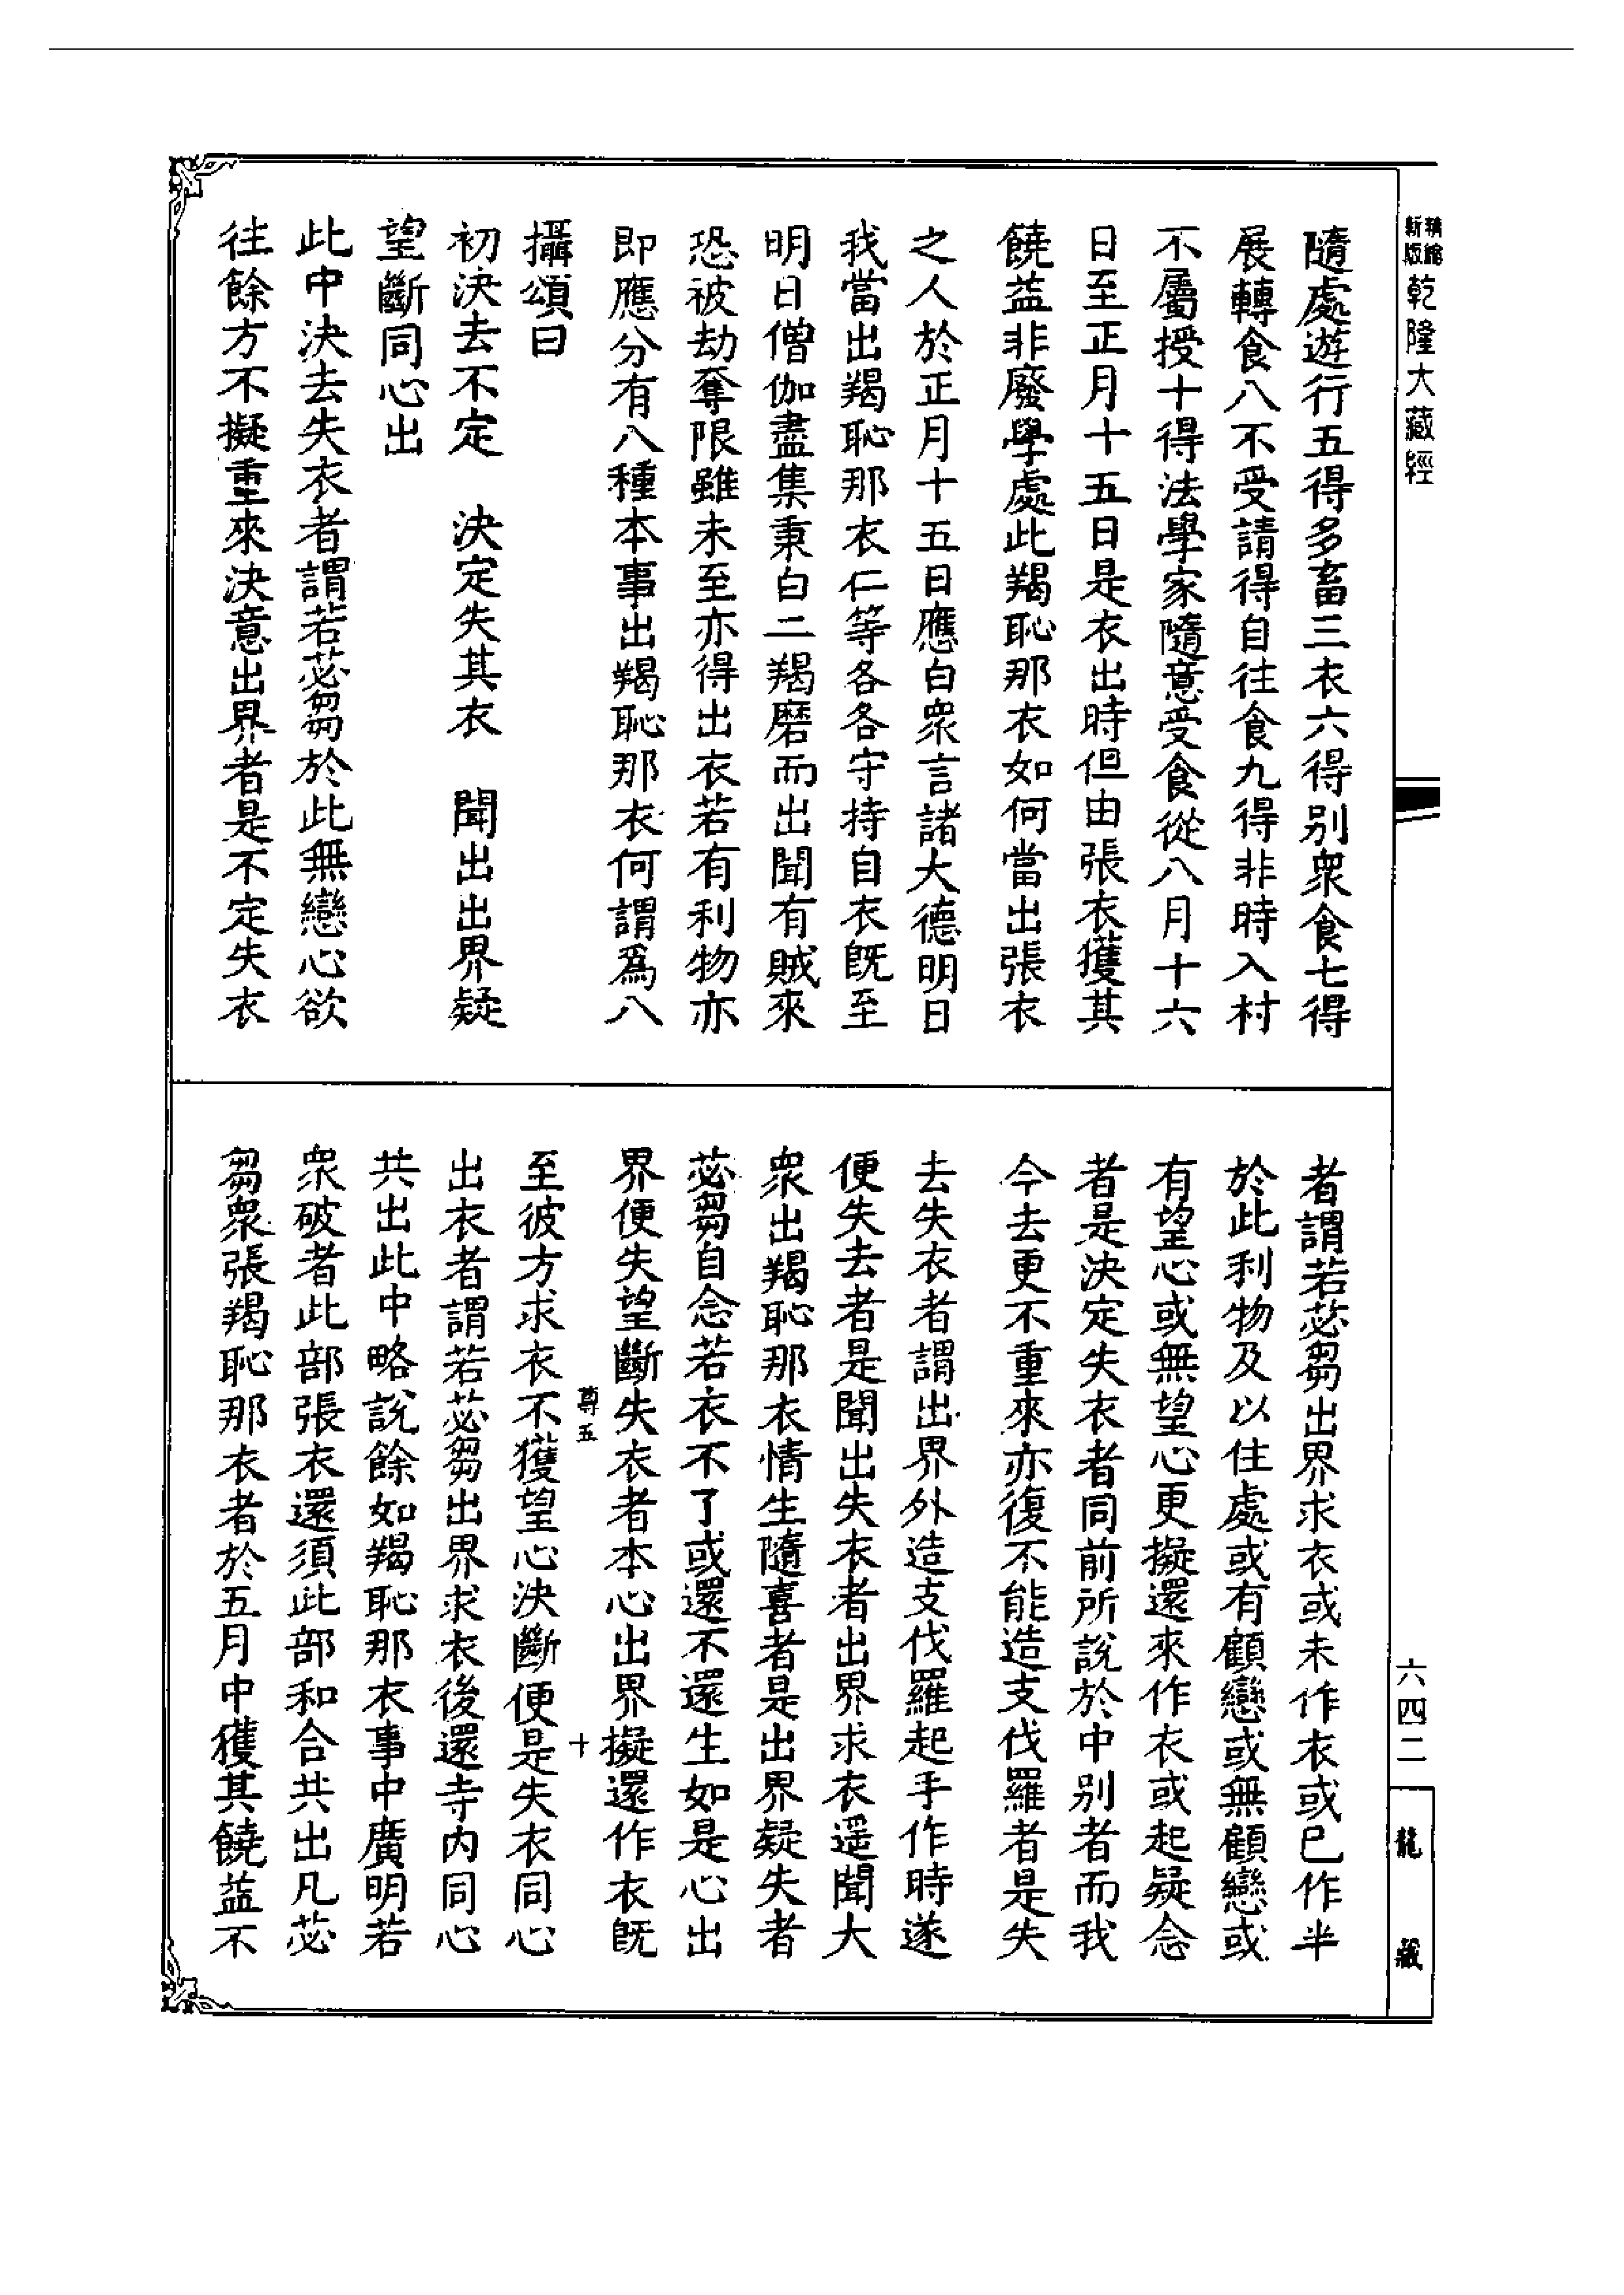 精縮新版乾隆大藏經
隨處遊行五得多畜三衣六得别衆食七得
展轉食八不受請得自往食九得非時入村
不屬授十得法學家隨意受食從八月十六
日至正月十五日是衣出時但由張衣獲其
饒益非廢學處此羯恥那衣如何當出張衣
之人於正月十五日應白衆言諸大德明日
我當出羯恥那衣仁等各各守持自衣旣至
明日僧伽盡集秉白二羯磨而出聞有賊來
恐被劫奪限雖未至亦得出衣若有利物亦
即應分有八種本事出羯恥那衣何謂爲八
攝頌曰
初決去不定　決定失其衣　聞出出界疑
望斷同心出
此中決去失衣者謂若苾芻於此無戀心欲
往餘方不擬重來決意出界者是不定失衣
者謂若苾芻出界求衣或未作衣或已作半
於此利物及以住處或有顧戀或無顧戀或
有望心或無望心更擬還來作衣或起疑念
者是決定失衣者同前所說於中别者而我
今去更不重來亦復不能造支伐羅者是失
去失衣者謂出界外造支伐羅起手作時遂
便失去者是聞出失衣者出界求衣遥聞大
衆出羯恥那衣情生隨喜者是出界疑失者
苾芻自念若衣不了或還不還生如是心出
界便失望斷失衣者本心出界擬還作衣旣
尊五　十
至彼方求衣不獲望心決斷便是失衣同心
出衣者謂若苾芻出界求衣後還寺内同心
共出此中略說餘如羯恥那衣事中廣明若
衆破者此部張衣還須此部和合共出凡苾
芻衆張羯恥那衣者於五月中獲其饒益不
六四二
龍藏